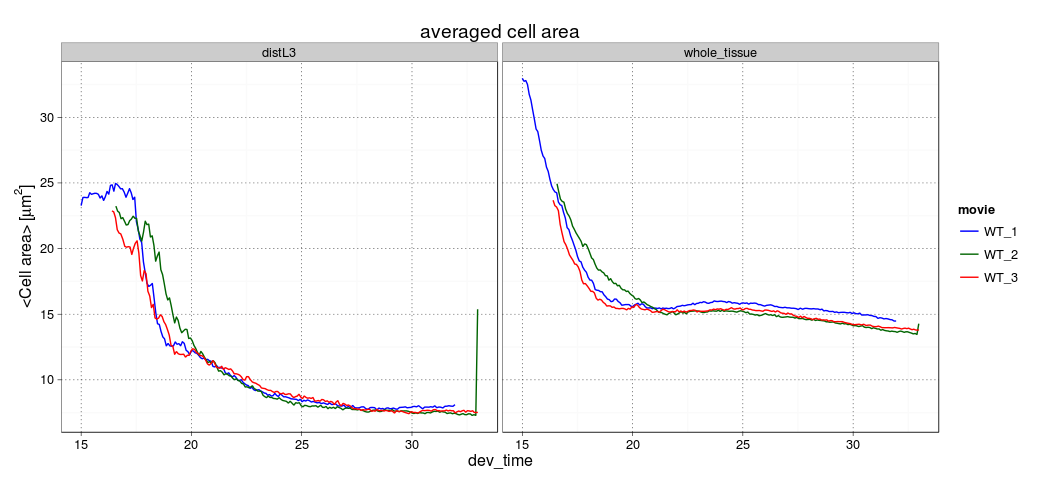 averaged cell area
distL3 whole_tissue
<Cell area> [µm²]
30
25
20
15
10
15 20 25 30 15 20 25 30
dev_time
movie
WT_1
WT_2
WT_3